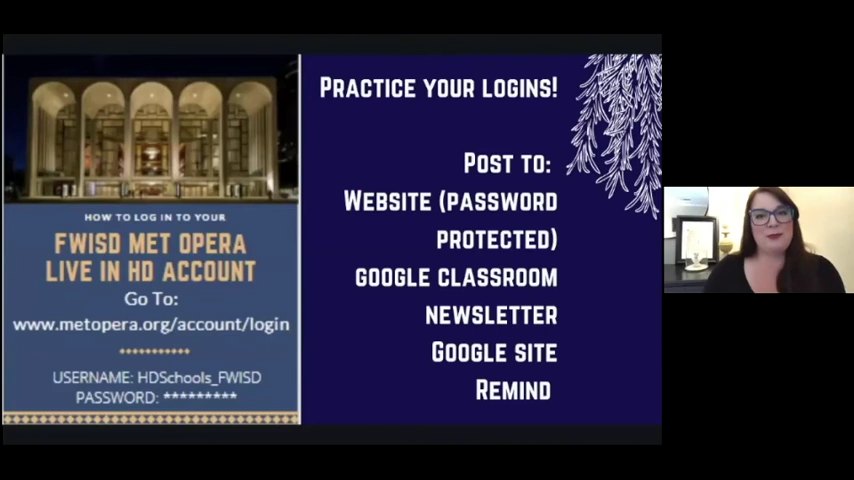 HOW TO LOG IN TO YOUR
FWISD MET OPERA
LIVE IN HD ACCOUNT
Go To:
www.metopera.org/account/login
USERNAME: HDSchools_FWISD
PASSWORD: *********
Practice your logins!
Post to:
Website (password
protected)
google classroom
newsletter
Google site
Remind